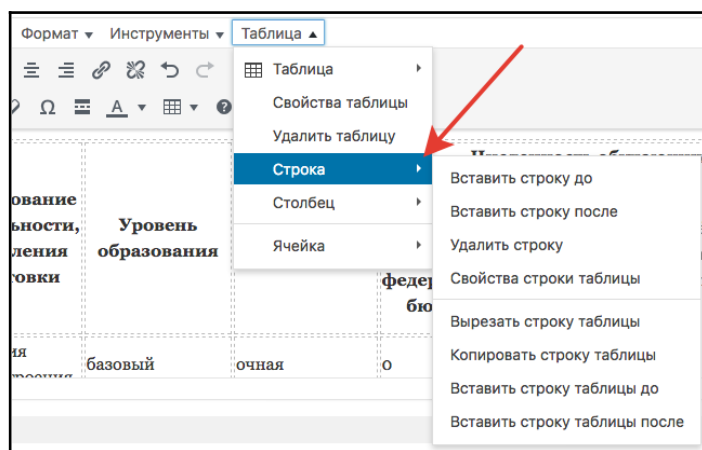 Формат Инструменты Таблица
Ω A
Таблица
Свойства таблицы
Удалить таблицу
Строка
Столбец
Ячейка
Вставить строку до
Вставить строку после
Удалить строку
Свойства строки таблицы
Вырезать строку таблицы
Копировать строку таблицы
Вставить строку таблицы до
Вставить строку таблицы после
Уровень
образования
базовый очная о